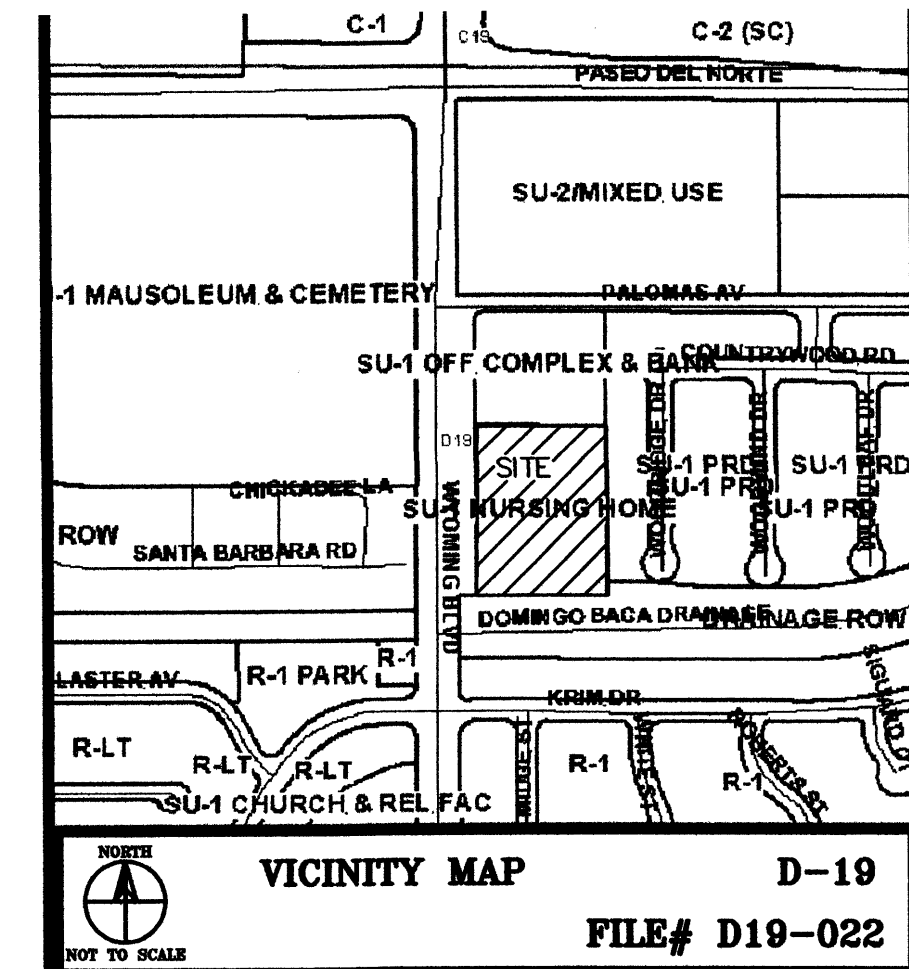 C-1
C19
C-2 (SC)
PASEO DEL NORTE
SU-2/MIXED USE
-1 MAUSOLEUM & CEMETERY
PALOMAS AV
COUNTRYWOOD RD
SU-1 OFF COMPLEX & BANK
D19
SITE
SU-1 PRD
SU-1 PRD
SU-1 PRD
SU-1 PRD
CHICKADEE LA
SU-1 NURSING HOME
WYOMING BLVD
ROW
SANTA BARBARA RD
DOMINGO BACA DRAINAGE
DRAINAGE ROW
R-1
R-1 PARK
LASTER AV
KRIM DR
R-LT
R-LT
R-LT
R-1
ROBERTS ST
R-1
SU-1 CHURCH & REL FAC
NORTH
VICINITY MAP
D-19
FILE# D19-022
NOT TO SCALE